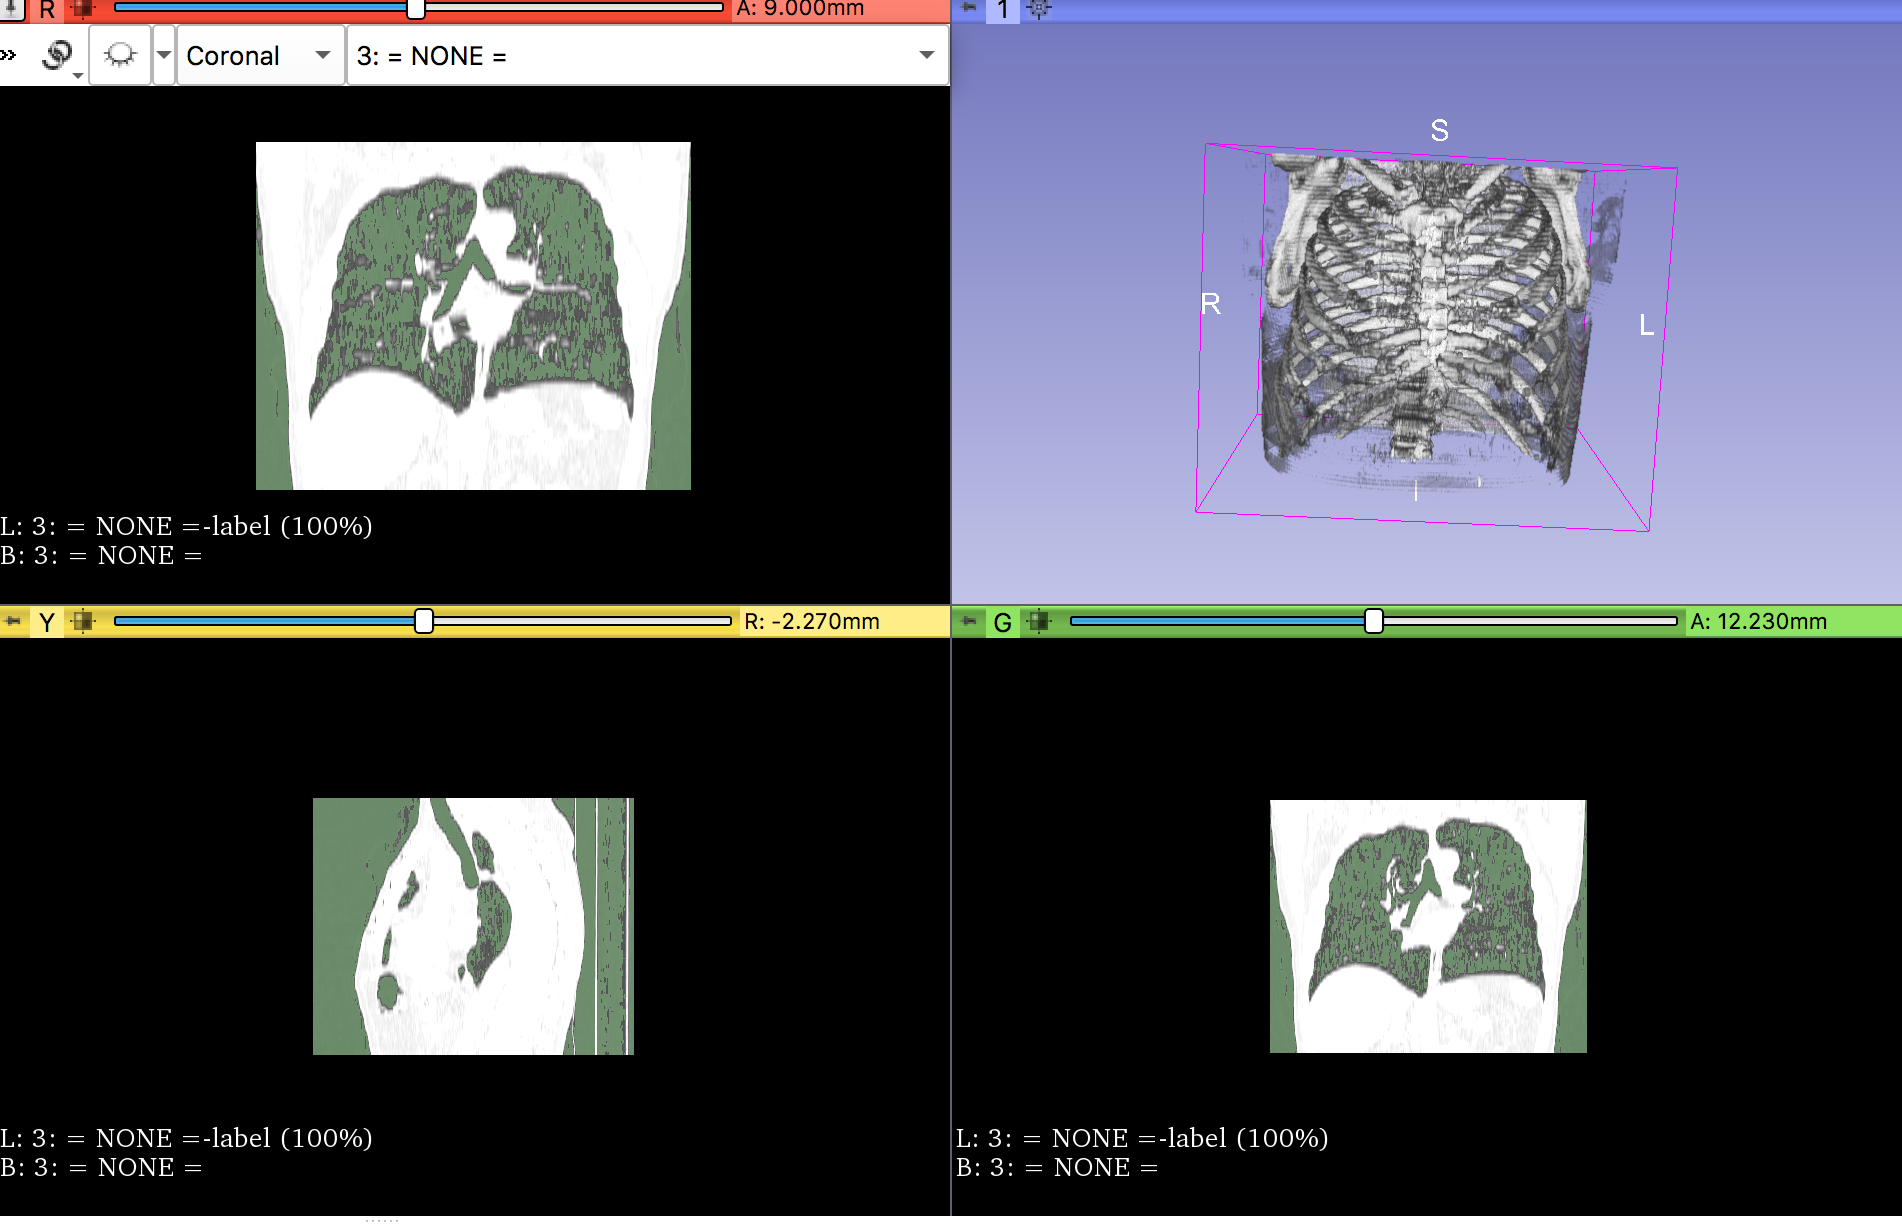 R
A: 9.000mm
Coronal
3: = NONE =
L: 3: = NONE =-label (100%)
B: 3: = NONE =
1
S
R
L
I
Y
R: -2.270mm
L: 3: = NONE =-label (100%)
B: 3: = NONE =
G
A: 12.230mm
L: 3: = NONE =-label (100%)
B: 3: = NONE =